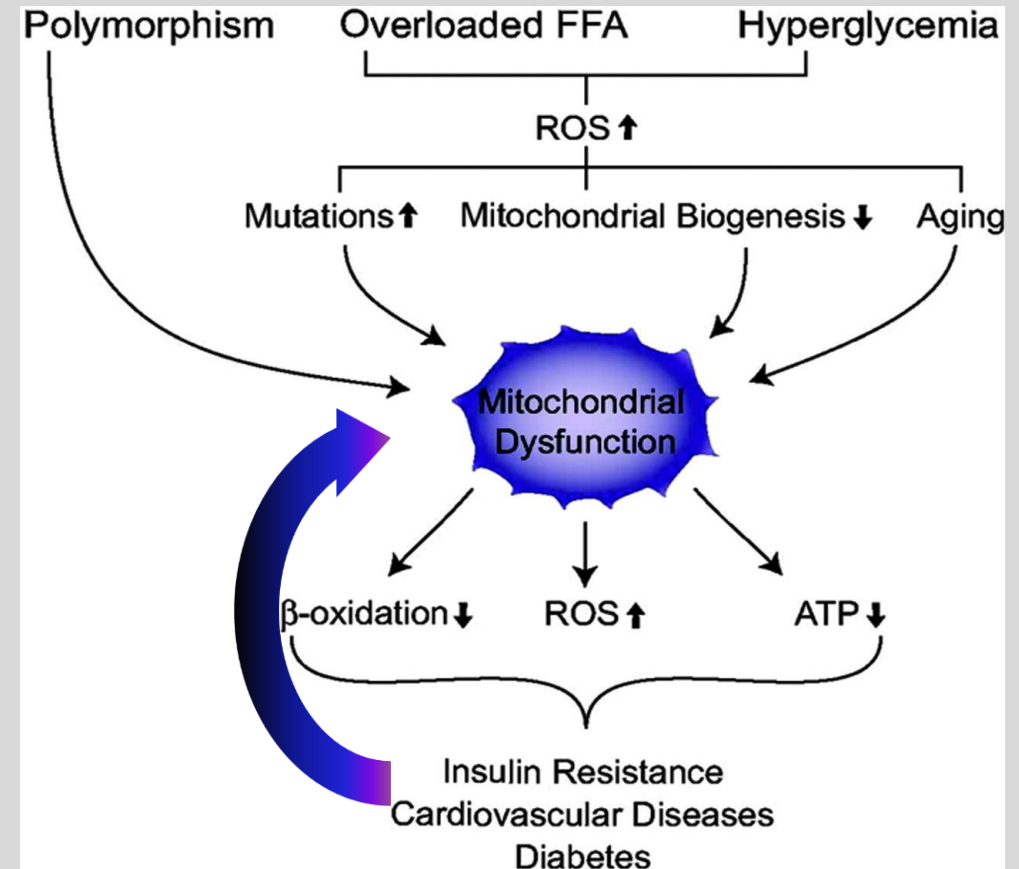 Polymorphism Overloaded FFA Hyperglycemia
ROS⬆
Mutations⬆ Mitochondrial Biogenesis⬇ Aging
Mitochondrial
Dysfunction
β-oxidation⬇ ROS⬆ ATP⬇
Insulin Resistance
Cardiovascular Diseases
Diabetes